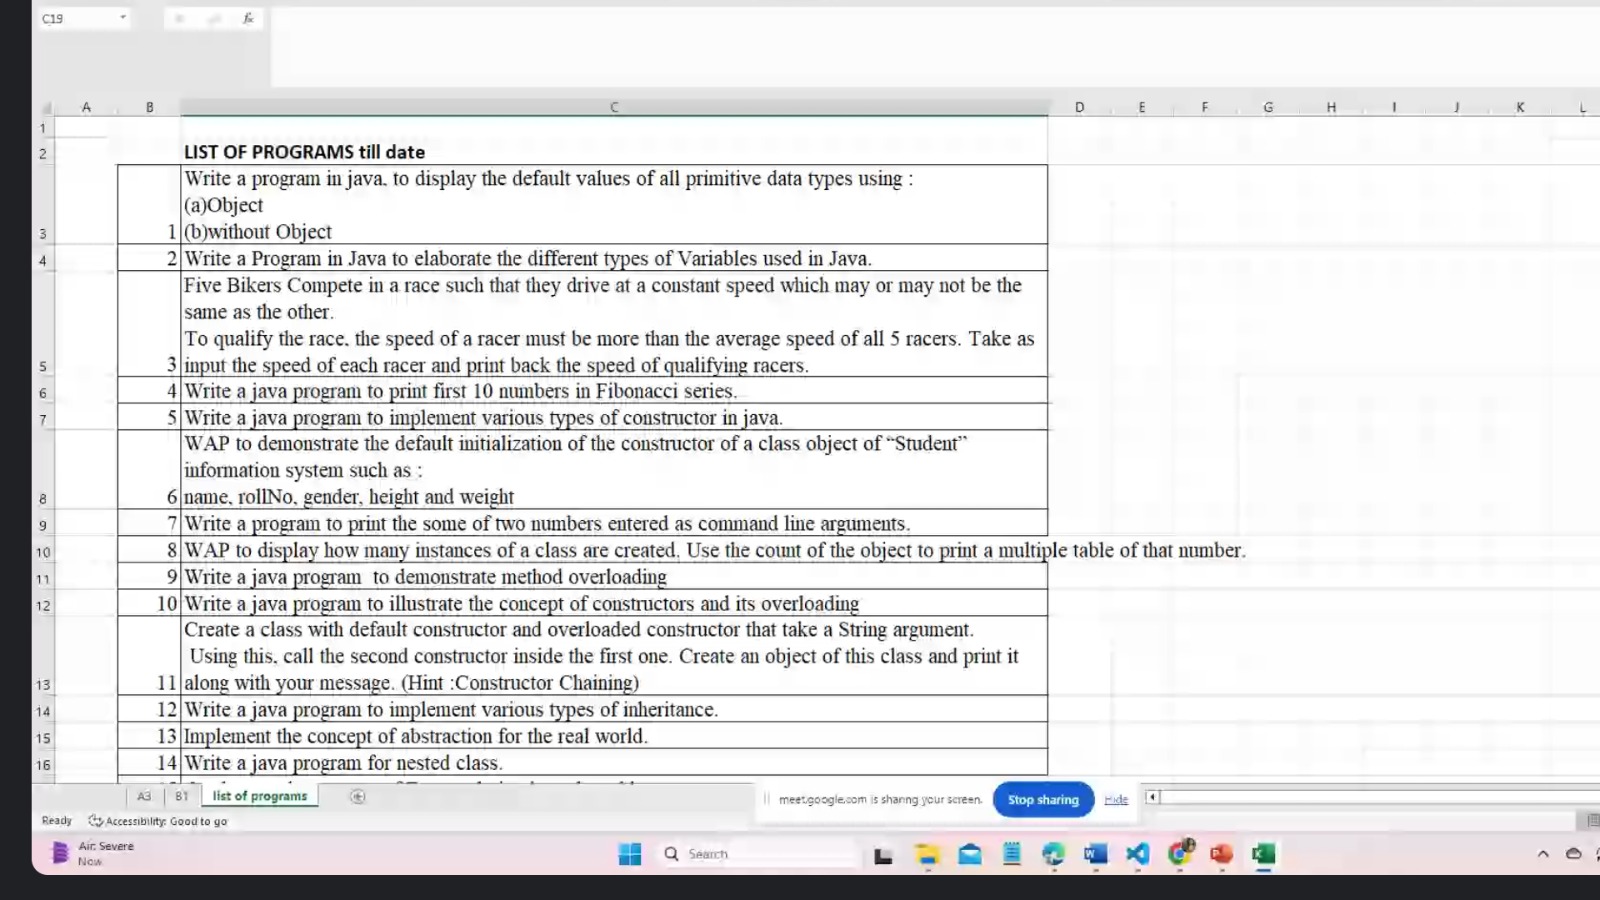 C19
fx
A B C D E F G H I J K L
1
2 LIST OF PROGRAMS till date
Write a program in java, to display the default values of all primitive data types using :
(a)Object
3 1 (b)without Object
4 2 Write a Program in Java to elaborate the different types of Variables used in Java.
Five Bikers Compete in a race such that they drive at a constant speed which may or may not be the
same as the other.
To qualify the race, the speed of a racer must be more than the average speed of all 5 racers. Take as
5 3 input the speed of each racer and print back the speed of qualifying racers.
6 4 Write a java program to print first 10 numbers in Fibonacci series.
7 5 Write a java program to implement various types of constructor in java.
WAP to demonstrate the default initialization of the constructor of a class object of “Student”
information system such as :
8 6 name, rollNo, gender, height and weight
9 7 Write a program to print the some of two numbers entered as command line arguments.
10 8 WAP to display how many instances of a class are created. Use the count of the object to print a multiple table of that number.
11 9 Write a java program  to demonstrate method overloading
12 10 Write a java program to illustrate the concept of constructors and its overloading
Create a class with default constructor and overloaded constructor that take a String argument.
Using this, call the second constructor inside the first one. Create an object of this class and print it
13 11 along with your message. (Hint :Constructor Chaining)
14 12 Write a java program to implement various types of inheritance.
15 13 Implement the concept of abstraction for the real world.
16 14 Write a java program for nested class.
A3 B1 list of programs
meet.google.com is sharing your screen. Stop sharing Hide
Ready Accessibility: Good to go
Air: Severe
Now
Search